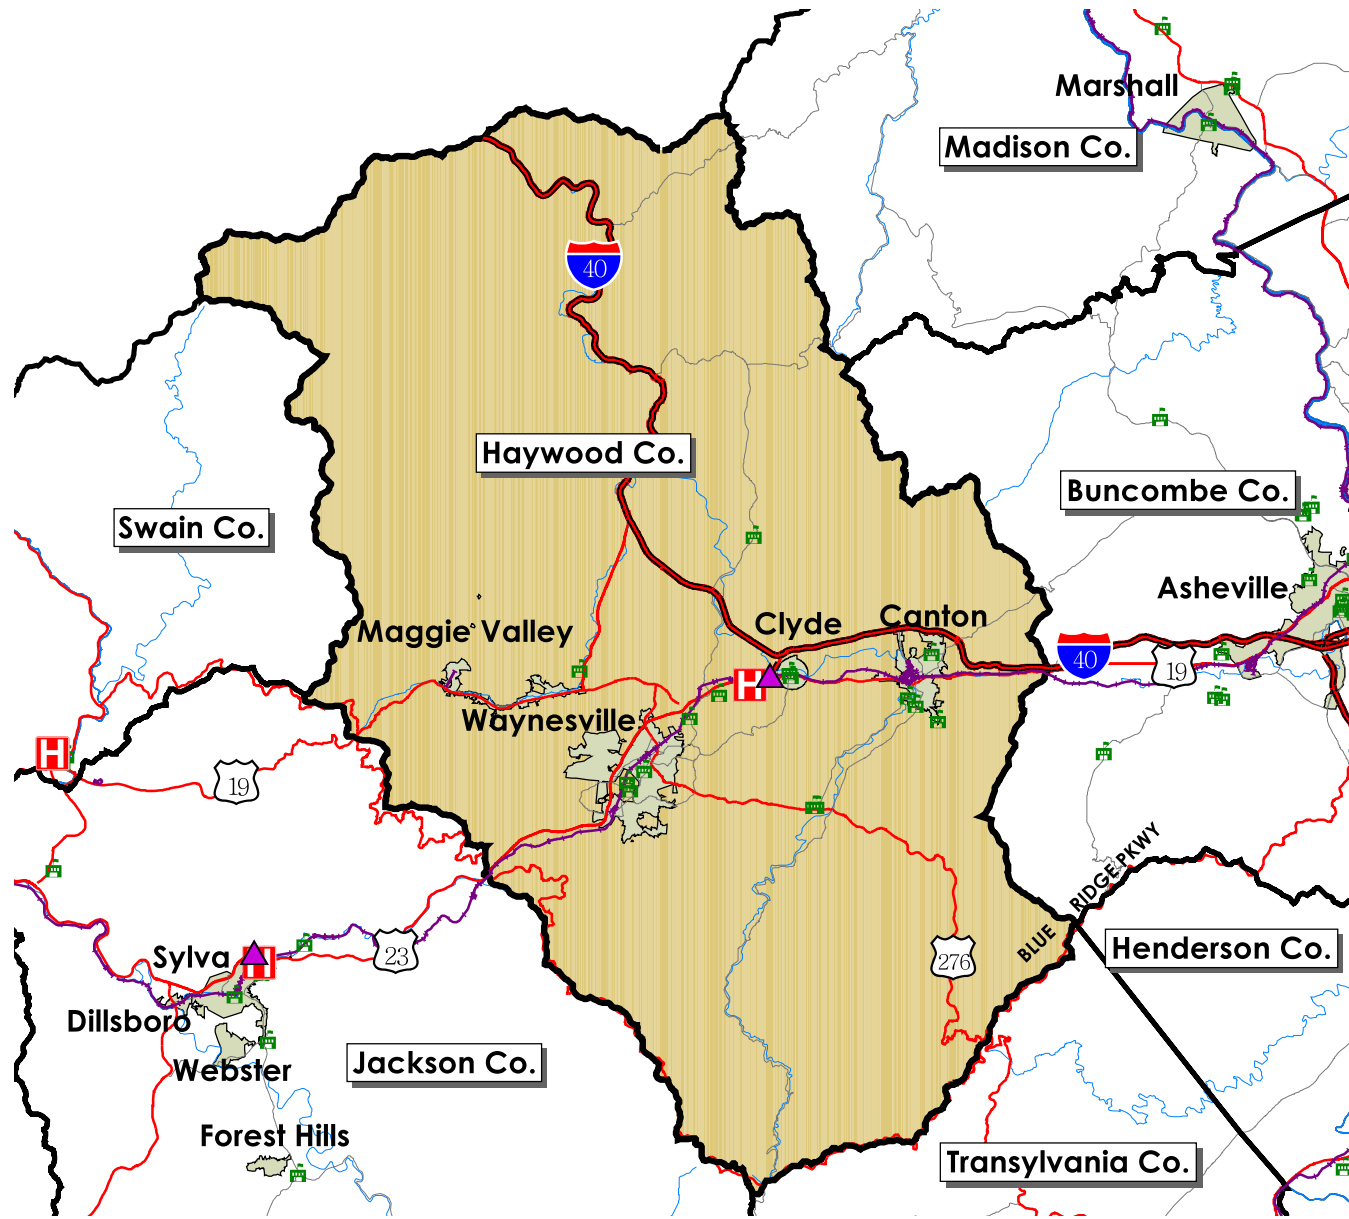 Marshall
Madison Co.
40
Haywood Co.
Buncombe Co.
Swain Co.
Asheville
Clyde
Canton
Maggie Valley
40
19
H
Waynesville
H
19
RIDGE PKWY
BLUE
Henderson Co.
276
23
Sylva
H
Dillsboro
Jackson Co.
Webster
Forest Hills
Transylvania Co.